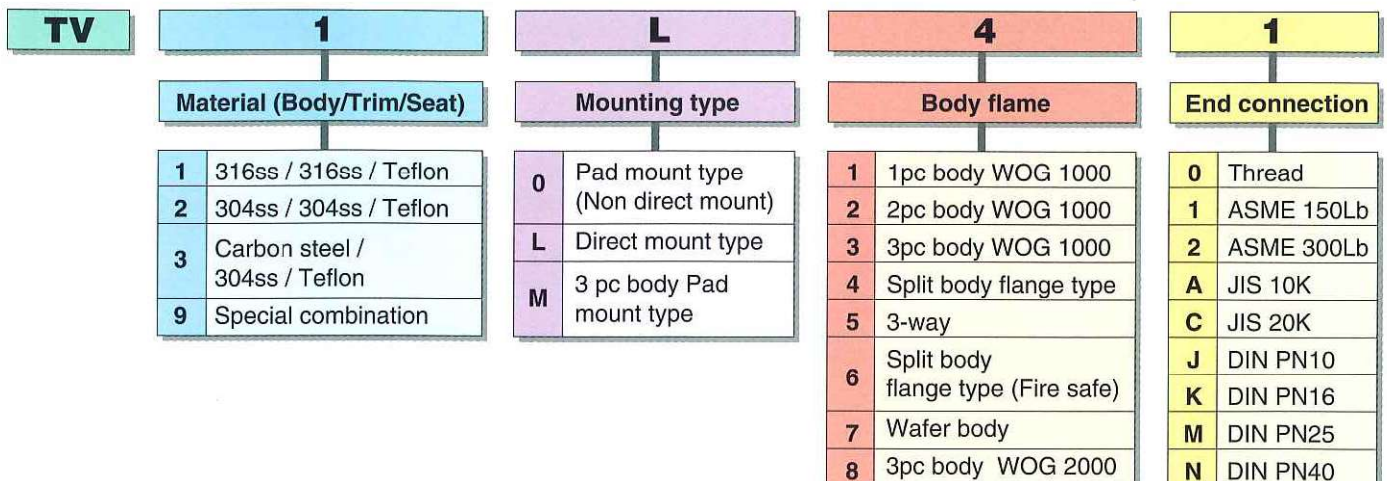 TV
1
Material (Body/Trim/Seat)
1 316ss / 316ss / Teflon
2 304ss / 304ss / Teflon
3 Carbon steel /
304ss / Teflon
9 Special combination
L
Mounting type
0 Pad mount type
(Non direct mount)
L Direct mount type
M 3 pc body Pad
mount type
4
Body flame
1 1pc body WOG 1000
2 2pc body WOG 1000
3 3pc body WOG 1000
4 Split body flange type
5 3-way
6 Split body
flange type (Fire safe)
7 Wafer body
8 3pc body WOG 2000
1
End connection
0 Thread
1 ASME 150Lb
2 ASME 300Lb
A JIS 10K
C JIS 20K
J DIN PN10
K DIN PN16
M DIN PN25
N DIN PN40